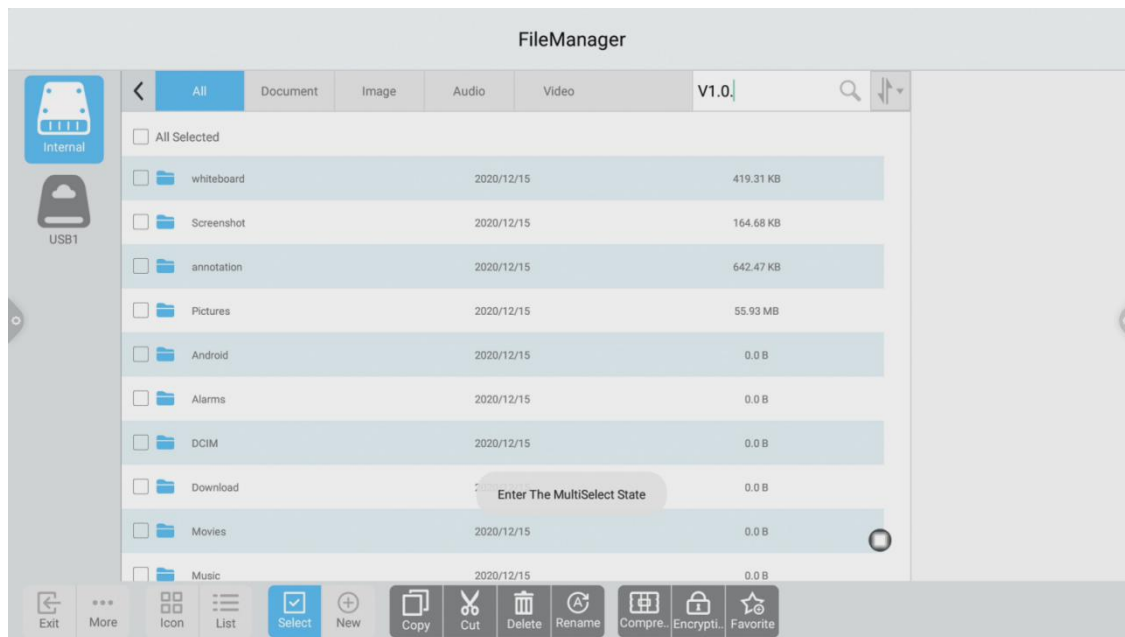 FileManager
Internal
USB1
All Document Image Audio Video V1.0.
All Selected
whiteboard 2020/12/15 419.31 KB
Screenshot 2020/12/15 164.68 KB
annotation 2020/12/15 642.47 KB
Pictures 2020/12/15 55.93 MB
Android 2020/12/15 0.0 B
Alarms 2020/12/15 0.0 B
DCIM 2020/12/15 0.0 B
Download 0.0 B
Enter The MultiSelect State
Movies 2020/12/15 0.0 B
Music 2020/12/15 0.0 B
Exit More Icon List Select New Copy Cut Delete Rename Compre.. Encrypti.. Favorite